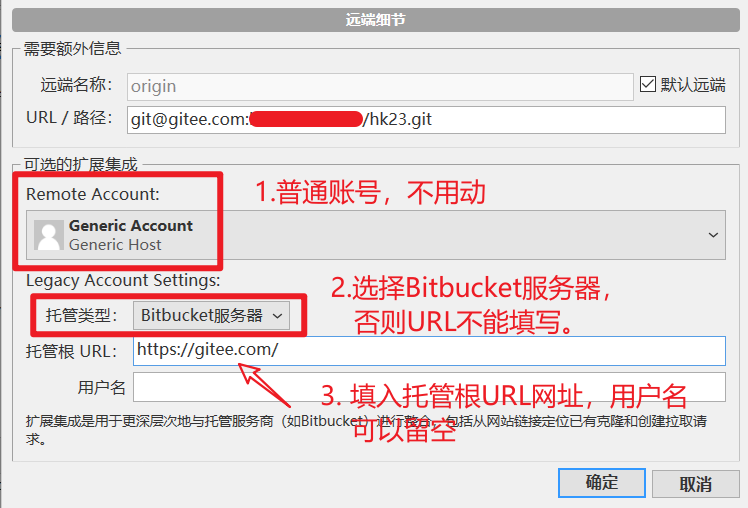 远端细节
需要额外信息
远端名称：
origin
默认远端
URL / 路径：
git@gitee.com:
/hk23.git
可选的扩展集成
Remote Account:
1.普通账号，不用动
Generic Account
Generic Host
Legacy Account Settings:
2.选择Bitbucket服务器，
否则URL不能填写。
托管类型：
Bitbucket服务器
托管根 URL：
https://gitee.com/
用户名
3. 填入托管根URL网址，用户名
可以留空
扩展集成是用于更深层次地与托管服务商（如Bitbucket）进行整合，包括从网站链接定位已有克隆和创建拉取请
求。
确定
取消